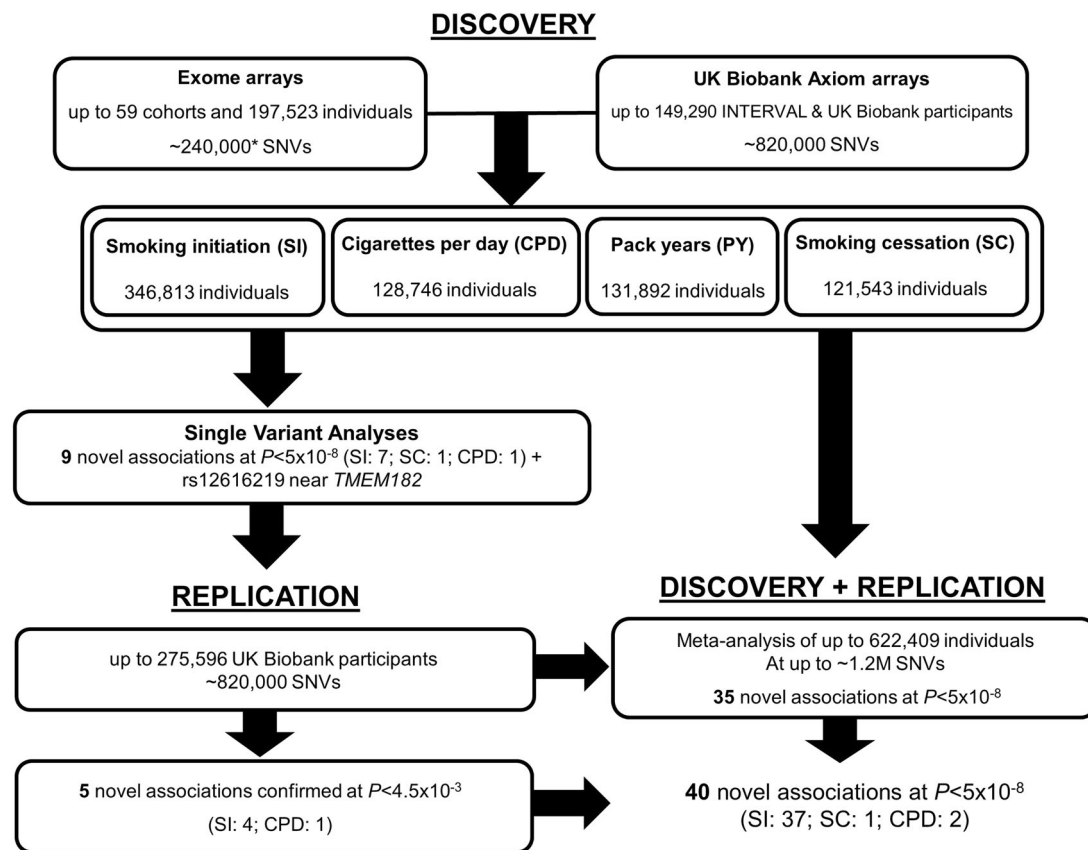 DISCOVERY
Exome arrays
up to 59 cohorts and 197,523 individuals
~240,000* SNVs
UK Biobank Axiom arrays
up to 149,290 INTERVAL & UK Biobank participants
~820,000 SNVs
Smoking initiation (SI)
346,813 individuals
Cigarettes per day (CPD)
128,746 individuals
Pack years (PY)
131,892 individuals
Smoking cessation (SC)
121,543 individuals
Single Variant Analyses
9 novel associations at P<5x10⁻⁸ (SI: 7; SC: 1; CPD: 1) +
rs12616219 near TMEM182
REPLICATION
up to 275,596 UK Biobank participants
~820,000 SNVs
5 novel associations confirmed at P<4.5x10⁻³
(SI: 4; CPD: 1)
DISCOVERY + REPLICATION
Meta-analysis of up to 622,409 individuals
At up to ~1.2M SNVs
35 novel associations at P<5x10⁻⁸
40 novel associations at P<5x10⁻⁸
(SI: 37; SC: 1; CPD: 2)